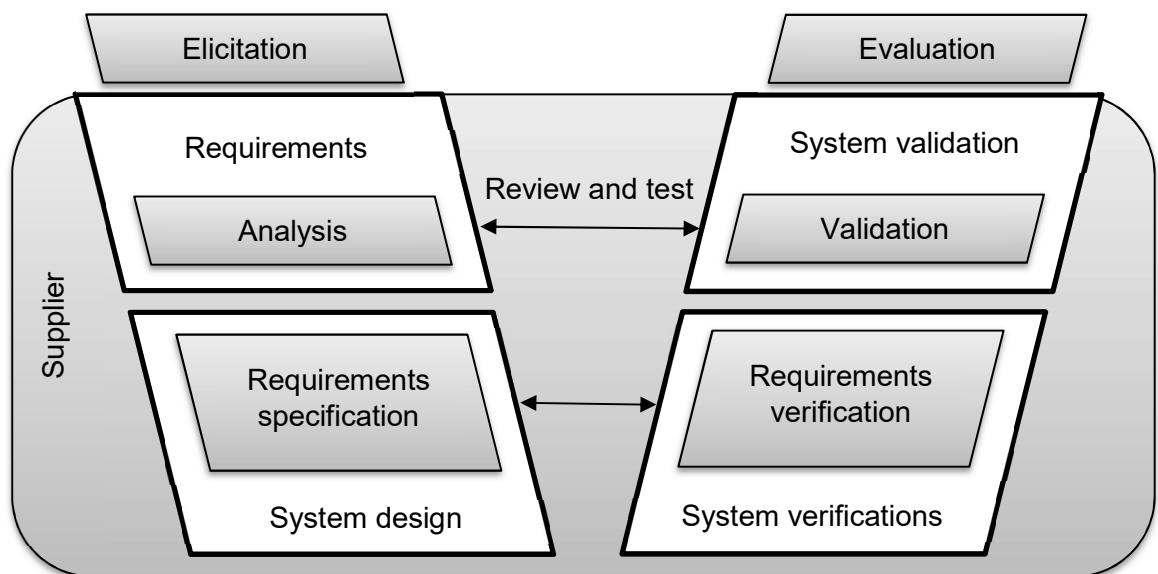 Elicitation
Evaluation
Requirements
System validation
Review and test
Analysis
Validation
Supplier
Requirements
specification
Requirements
verification
System design
System verifications